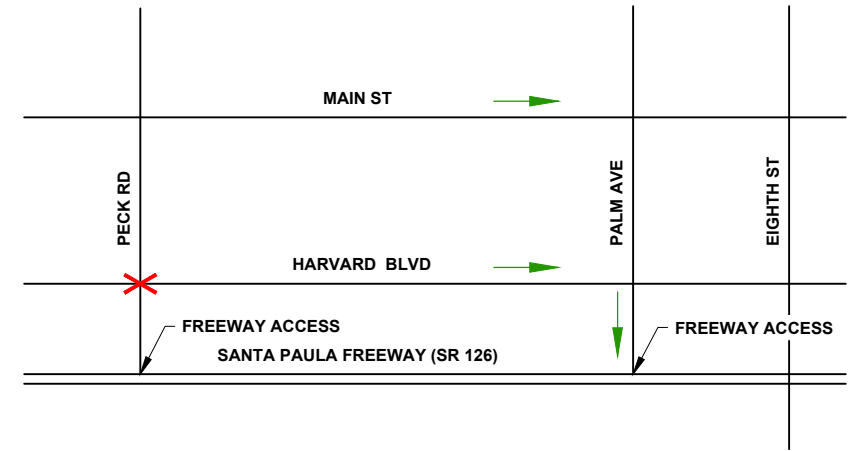 MAIN ST
PECK RD
PALM AVE
EIGHTH ST
HARVARD BLVD
FREEWAY ACCESS
FREEWAY ACCESS
SANTA PAULA FREEWAY (SR 126)